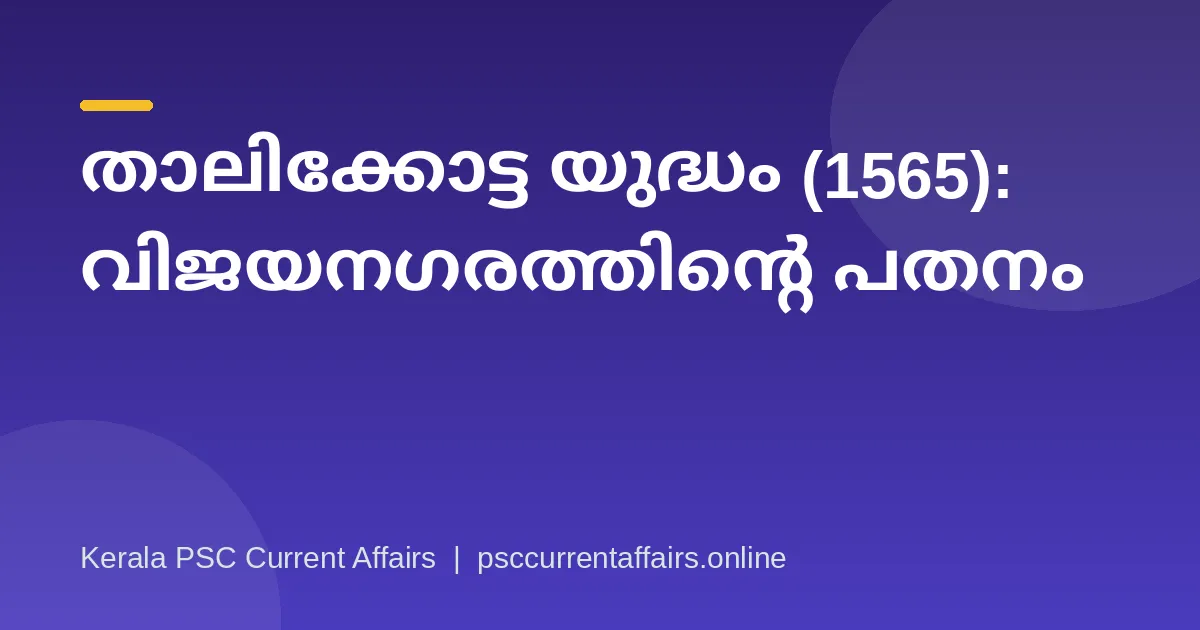 താലിക്കോട്ട യുദ്ധം (1565):
വിജയനഗരത്തിന്റെ പതനം
Kerala PSC Current Affairs | psccurrentaffairs.online